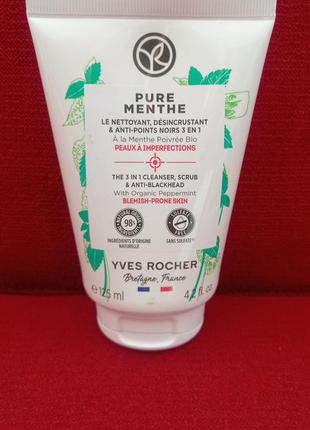 PURE
MENTHE
LE NETTOYANT, DÉSINCRUSTANT
& ANTI-POINTS NOIRS 3 EN 1
À la Menthe Poivrée Bio
PEAUX À IMPERFECTIONS
THE 3 IN 1 CLEANSER, SCRUB
& ANTI-BLACKHEAD
With Organic Peppermint
BLEMISH-PRONE SKIN
98%
SULFATE FREE
INGRÉDIENTS D'ORIGINE
NATURELLE
SANS SULFATE
YVES ROCHER
Bretagne, France
e 125 ml
4,2 fl. oz.